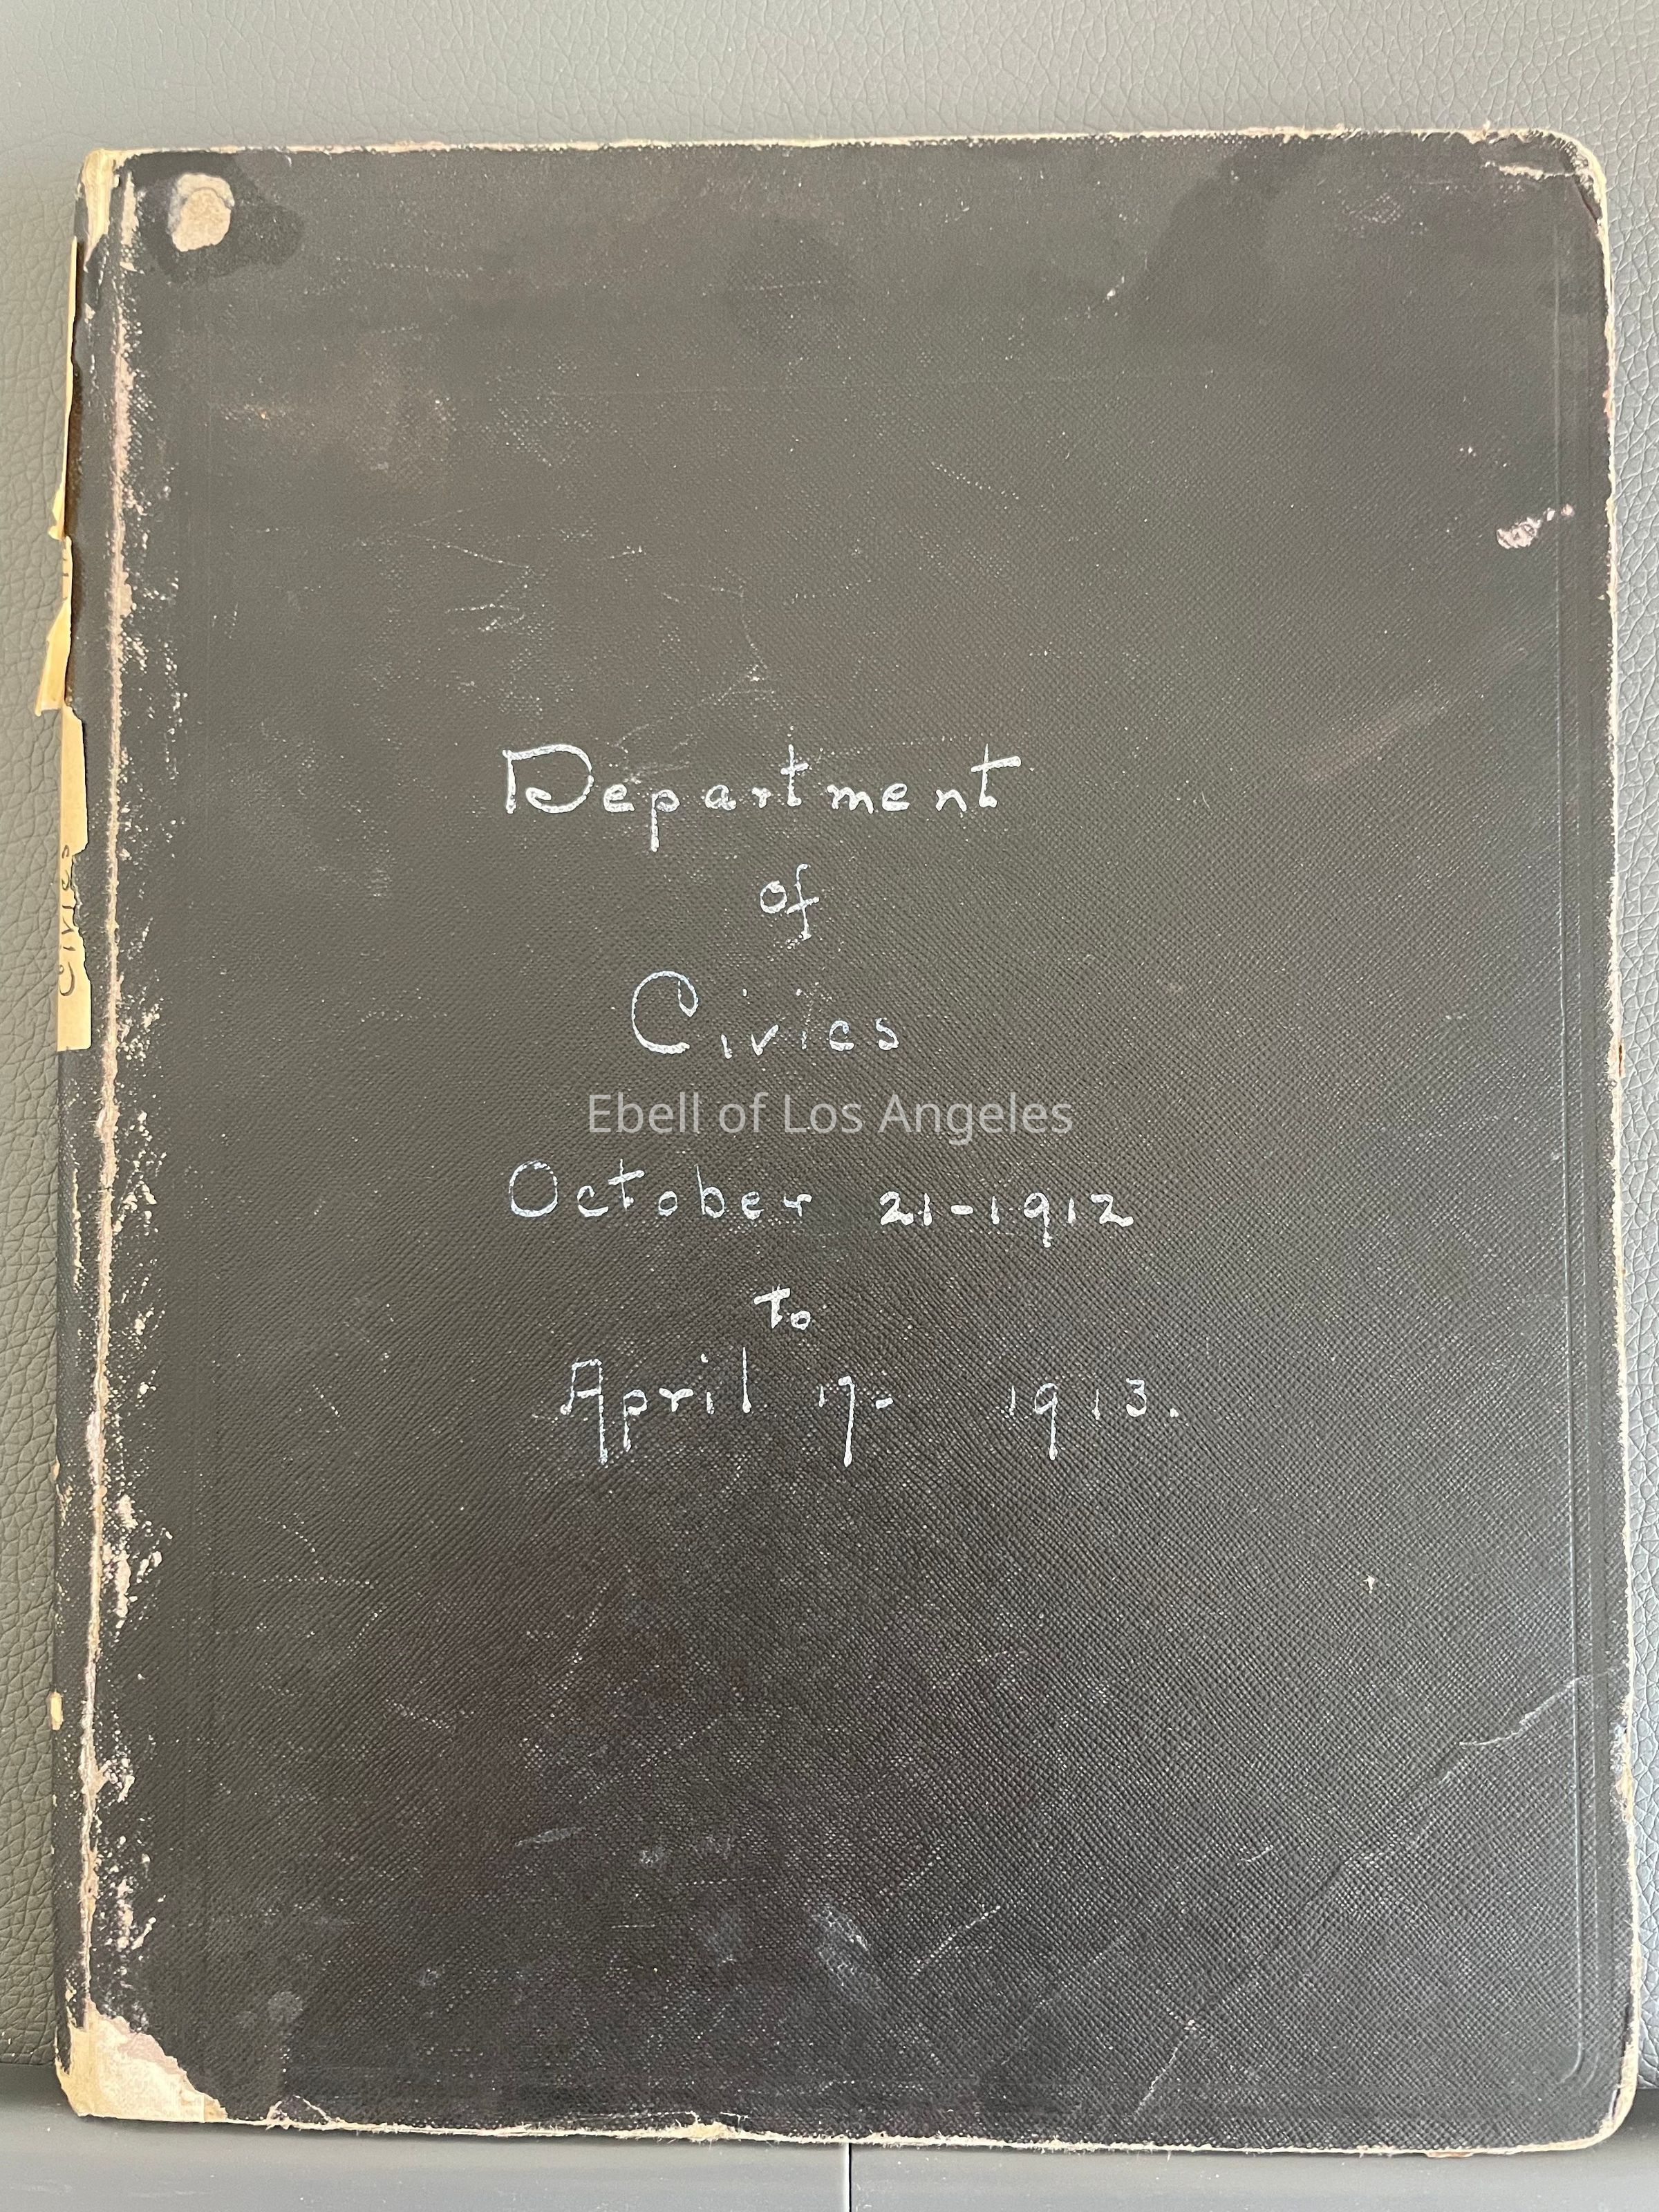 Department
of
Civics
Ebell of Los Angeles
October 21-1912
To
April 17- 1913.
Civics